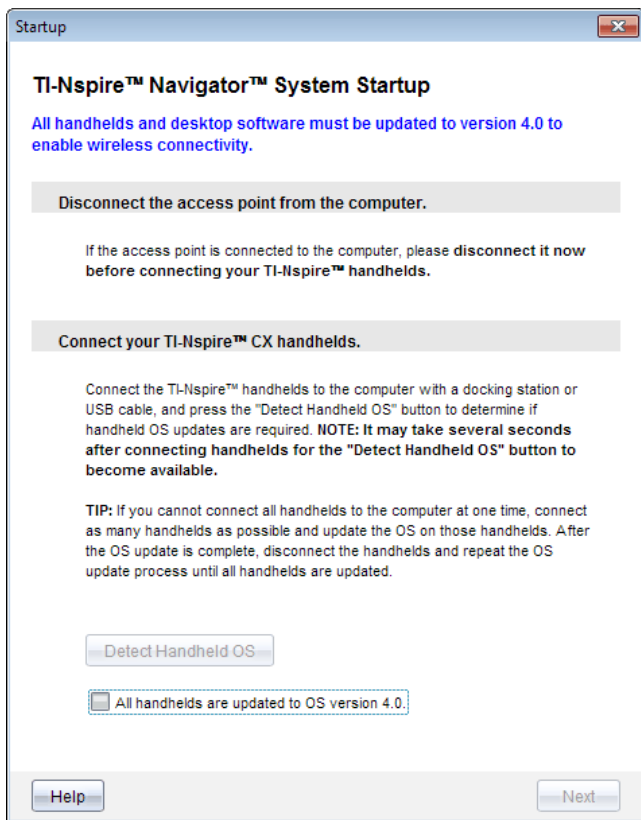 Startup
TI-Nspire™ Navigator™ System Startup
All handhelds and desktop software must be updated to version 4.0 to
enable wireless connectivity.
Disconnect the access point from the computer.
If the access point is connected to the computer, please disconnect it now
before connecting your TI-Nspire™ handhelds.
Connect your TI-Nspire™ CX handhelds.
Connect the TI-Nspire™ handhelds to the computer with a docking station or
USB cable, and press the "Detect Handheld OS" button to determine if
handheld OS updates are required. NOTE: It may take several seconds
after connecting handhelds for the "Detect Handheld OS" button to
become available.
TIP: If you cannot connect all handhelds to the computer at one time, connect
as many handhelds as possible and update the OS on those handhelds. After
the OS update is complete, disconnect the handhelds and repeat the OS
update process until all handhelds are updated.
Detect Handheld OS
All handhelds are updated to OS version 4.0.
Help
Next